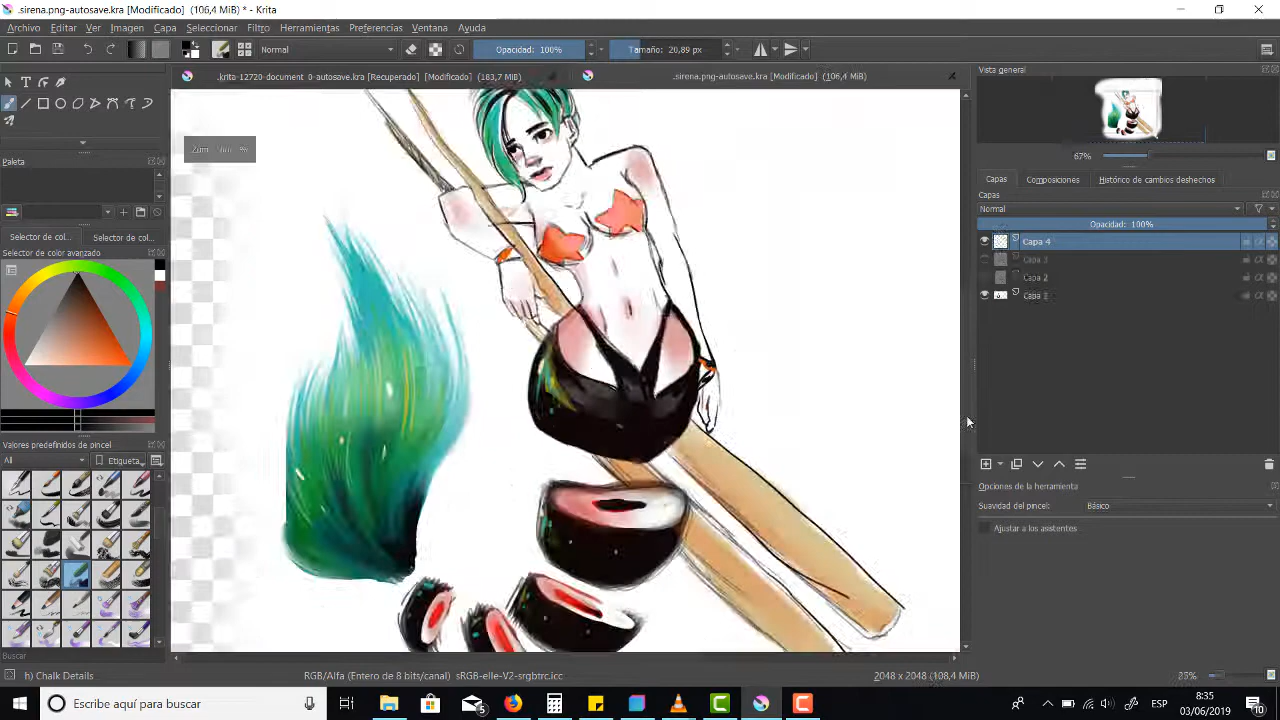 .sirena.png-autosave.kra (106,4 MiB) * - Krita
Archivo Editar Ver Imagen Capa Seleccionar Filtro Herramientas Preferencias Ventana Ayuda
Normal Opacidad: 100% Tamaño: 20,89 px
.krita-12720-document_0-autosave.kra [Recuperado] [Modificado] (183,7 MiB) .sirena.png-autosave.kra [Modificado] (106,4 MiB)
Vista general
Zum
67%
Paleta
Capas Composiciones Histórico de cambios deshechos
Capas
Normal
Opacidad: 100%
Selector de col... Selector de col...
Selector de color avanzado
Capa 4
Capa 3
Capa 2
Capa 1
Valores predefinidos de pincel
All Etiqueta
Opciones de la herramienta
Suavidad del pincel: Básico
Ajustar a los asistentes
Buscar
h) Chalk Details RGB/Alfa (Entero de 8 bits/canal) sRGB-elle-V2-srgbtrc.icc 2048 x 2048 (108,4 MiB) 25%
Escribe aquí para buscar
5
ESP
8:35
03/06/2019
10